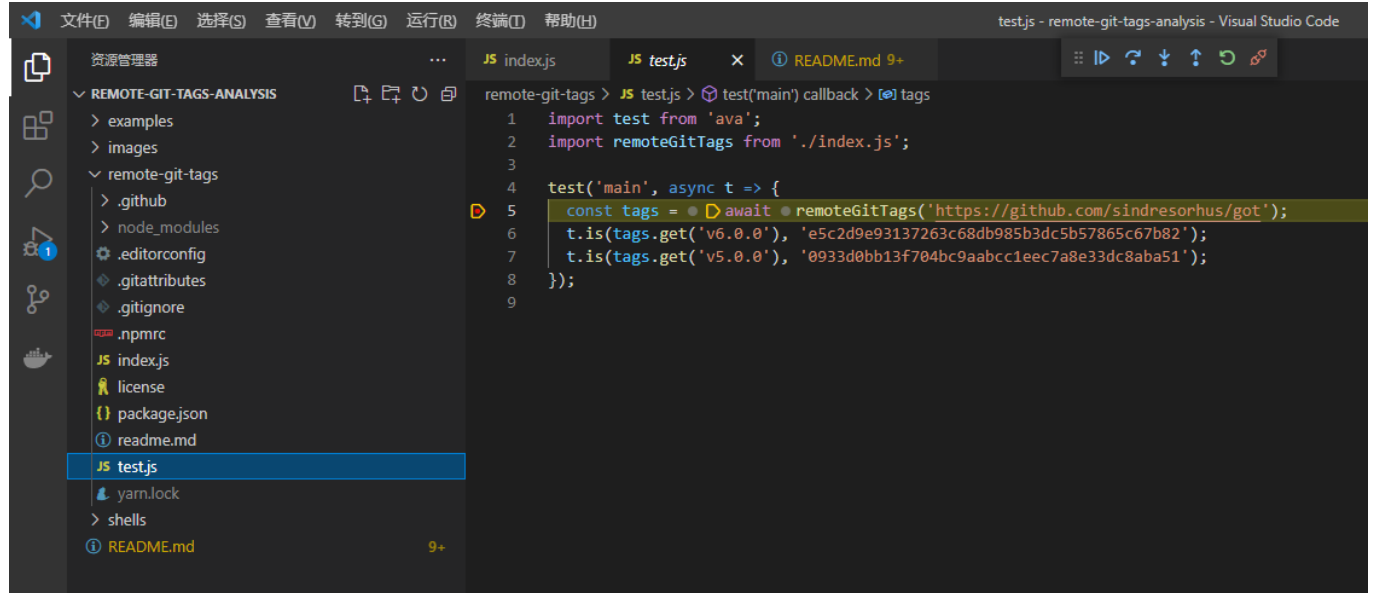 文件(F) 编辑(E) 选择(S) 查看(V) 转到(G) 运行(R) 终端(T) 帮助(H) test.js - remote-git-tags-analysis - Visual Studio Code
资源管理器 ···
REMOTE-GIT-TAGS-ANALYSIS
examples
images
remote-git-tags
.github
node_modules
.editorconfig
.gitattributes
.gitignore
npm .npmrc
JS index.js
license
{} package.json
readme.md
JS test.js
yarn.lock
shells
README.md 9+
1
JS index.js JS test.js README.md 9+
remote-git-tags > JS test.js > test('main') callback > tags
1 import test from 'ava';
2 import remoteGitTags from './index.js';
3
4 test('main', async t => {
5 const tags = await remoteGitTags('https://github.com/sindresorhus/got');
6 t.is(tags.get('v6.0.0'), 'e5c2d9e93137263c68db985b3dc5b57865c67b82');
7 t.is(tags.get('v5.0.0'), '0933d0bb13f704bc9aabcc1eec7a8e33dc8aba51');
8 });
9